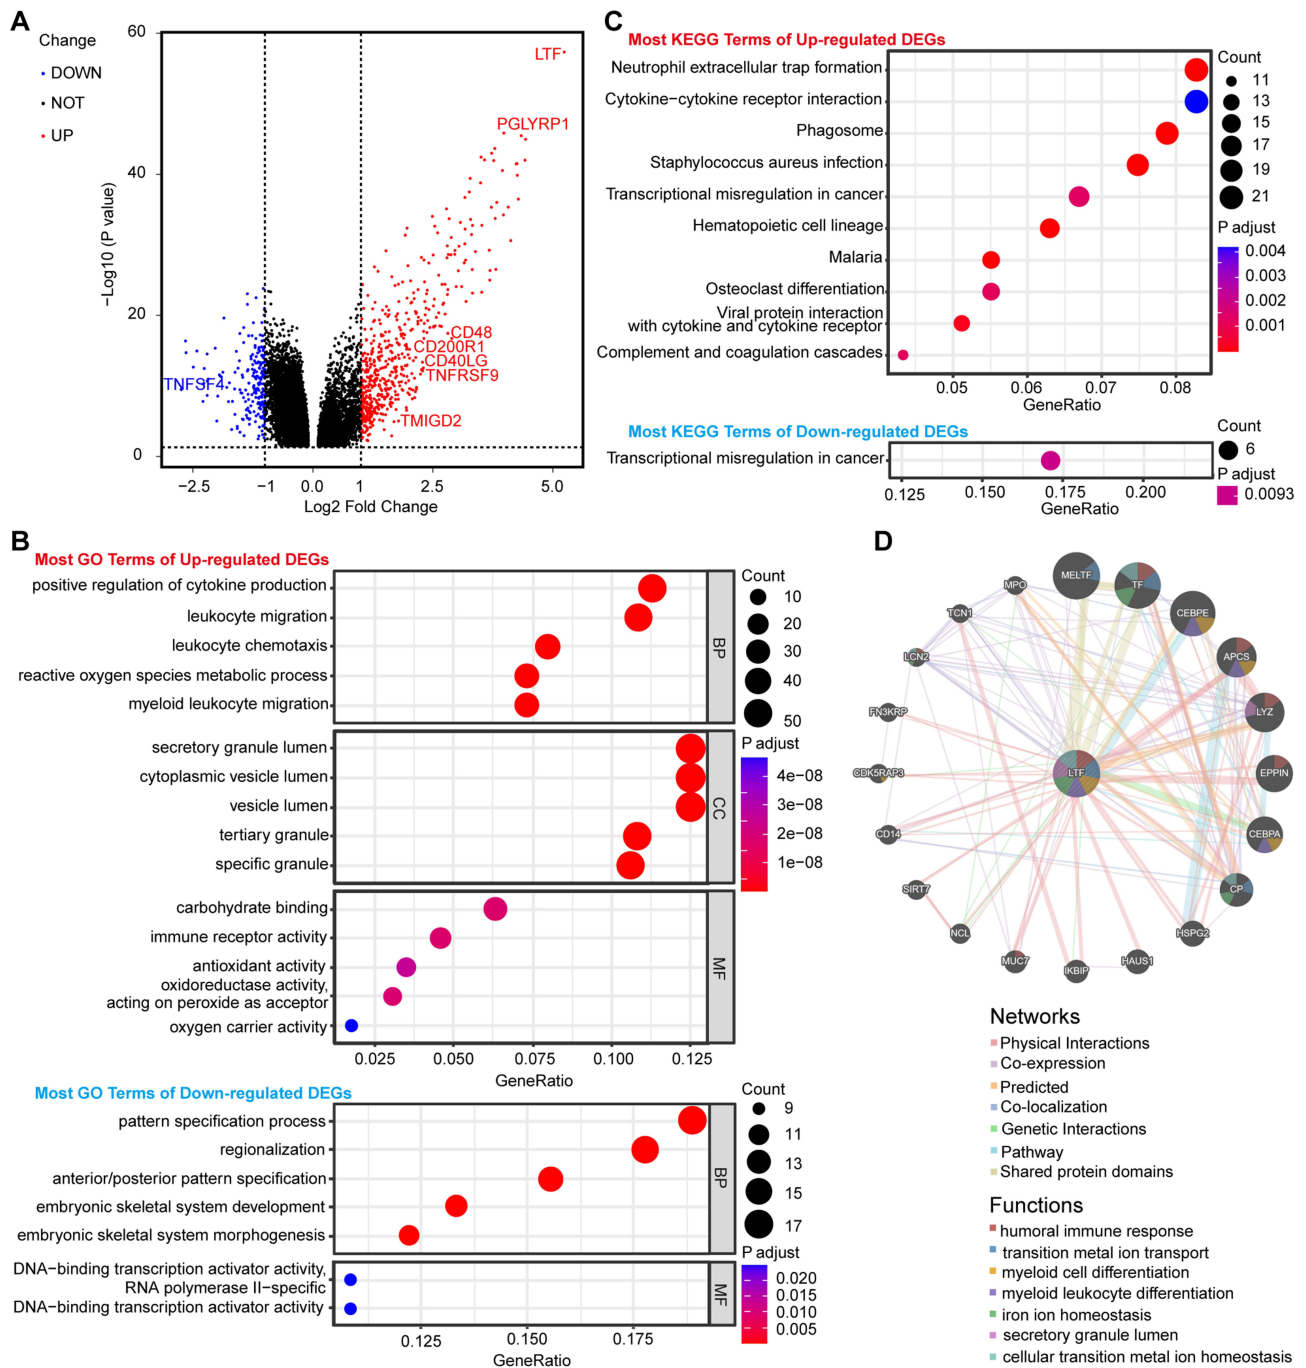 A
Change
DOWN
NOT
UP
60
40
20
0
−Log10 (P value)
LTF
PGLYRP1
CD48
CD200R1
CD40LG
TNFRSF9
TMIGD2
TNFSF4
−2.5
−1
0.0
1
2.5
5.0
Log2 Fold Change
C
Most KEGG Terms of Up-regulated DEGs
Neutrophil extracellular trap formation
Cytokine−cytokine receptor interaction
Phagosome
Staphylococcus aureus infection
Transcriptional misregulation in cancer
Hematopoietic cell lineage
Malaria
Osteoclast differentiation
Viral protein interaction
with cytokine and cytokine receptor
Complement and coagulation cascades
0.05
0.06
0.07
0.08
GeneRatio
Count
11
13
15
17
19
21
P adjust
0.004
0.003
0.002
0.001
Most KEGG Terms of Down-regulated DEGs
Transcriptional misregulation in cancer
0.125
0.150
0.175
0.200
GeneRatio
Count
6
P adjust
0.0093
B
Most GO Terms of Up-regulated DEGs
positive regulation of cytokine production
leukocyte migration
leukocyte chemotaxis
reactive oxygen species metabolic process
myeloid leukocyte migration
BP
secretory granule lumen
cytoplasmic vesicle lumen
vesicle lumen
tertiary granule
specific granule
CC
carbohydrate binding
immune receptor activity
antioxidant activity
oxidoreductase activity,
acting on peroxide as acceptor
oxygen carrier activity
MF
0.025
0.050
0.075
0.100
0.125
GeneRatio
Count
10
20
30
40
50
P adjust
4e−08
3e−08
2e−08
1e−08
Most GO Terms of Down-regulated DEGs
pattern specification process
regionalization
anterior/posterior pattern specification
embryonic skeletal system development
embryonic skeletal system morphogenesis
BP
DNA−binding transcription activator activity,
RNA polymerase II−specific
DNA−binding transcription activator activity
MF
0.125
0.150
0.175
GeneRatio
Count
9
11
13
15
17
P adjust
0.020
0.015
0.010
0.005
D
MELTF
TF
CEBPE
APCS
LYZ
EPPIN
CEBPA
CP
HSPG2
HAUS1
IKBIP
MUC7
NCL
SIRT7
CD14
CDK5RAP3
FN3KRP
LCN2
TCN1
MPO
LTF
Networks
Physical Interactions
Co-expression
Predicted
Co-localization
Genetic Interactions
Pathway
Shared protein domains
Functions
humoral immune response
transition metal ion transport
myeloid cell differentiation
myeloid leukocyte differentiation
iron ion homeostasis
secretory granule lumen
cellular transition metal ion homeostasis